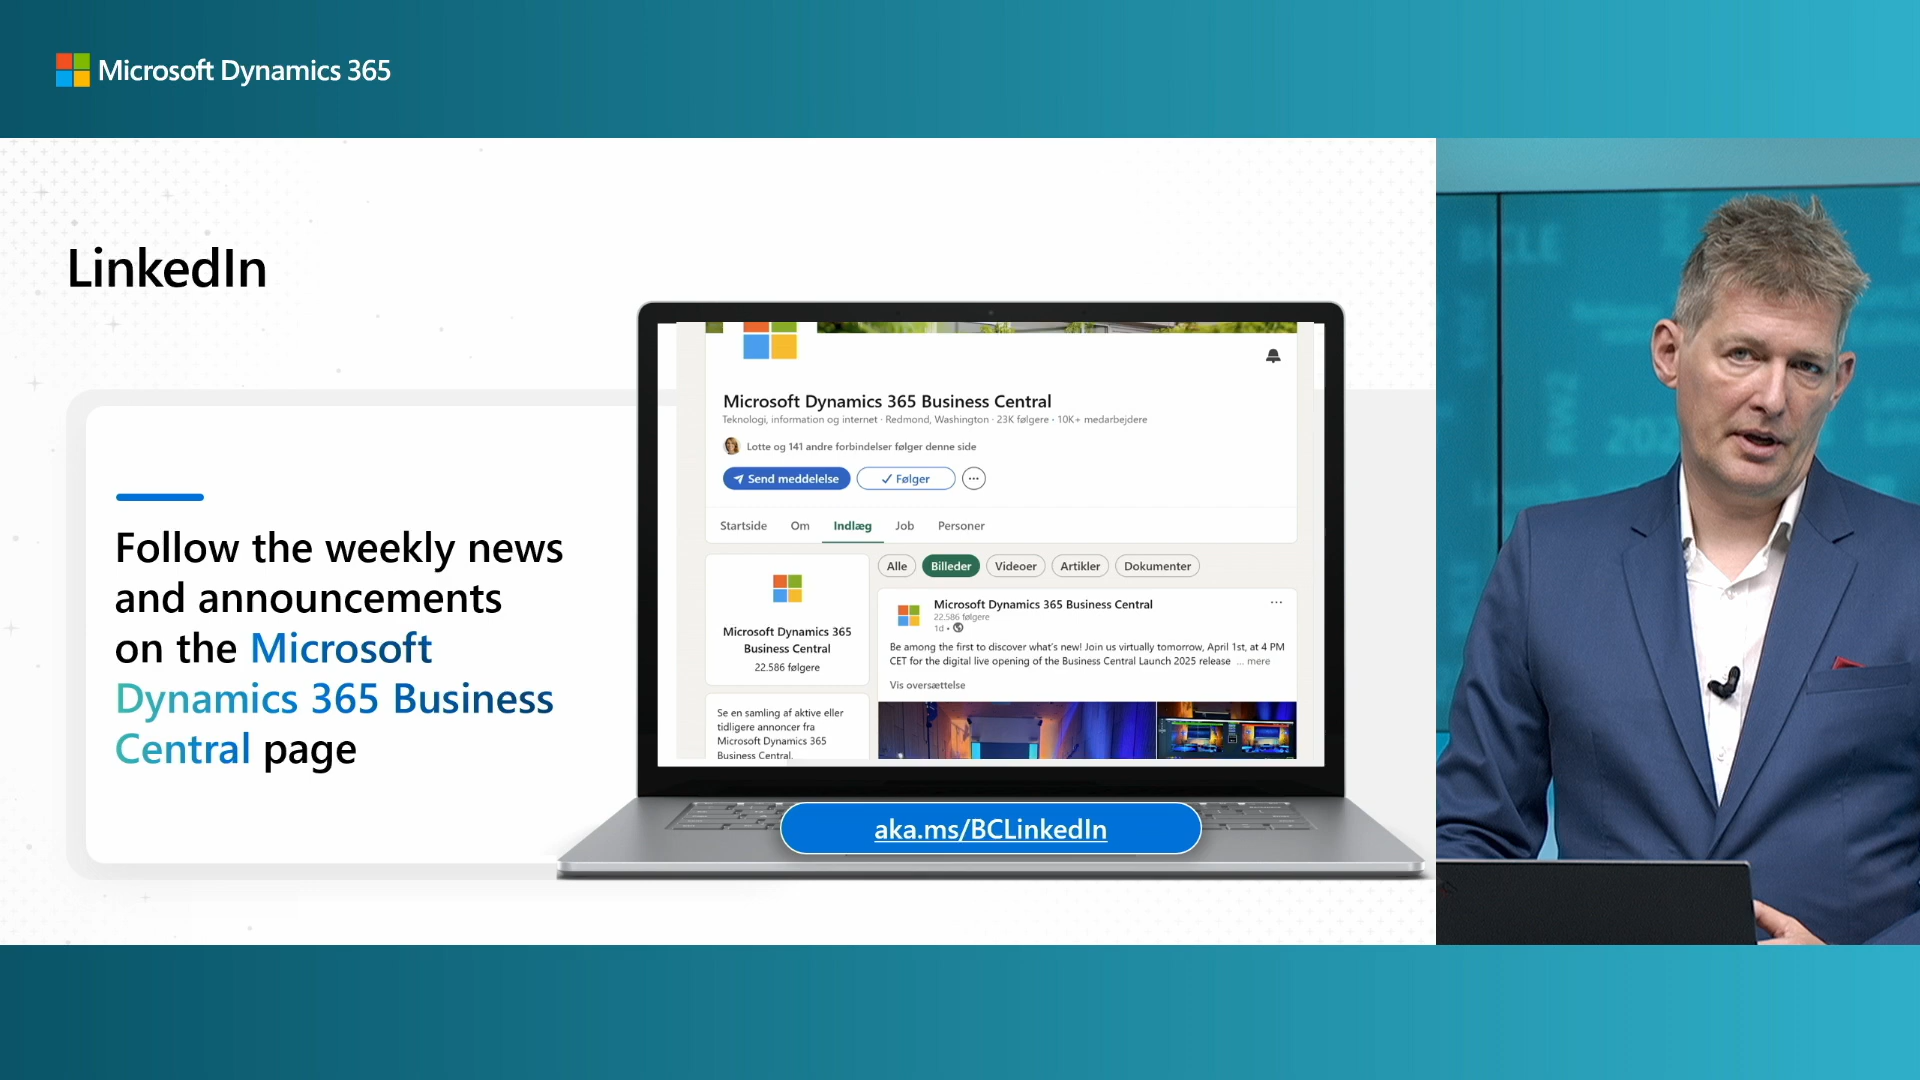 Microsoft Dynamics 365
LinkedIn
Follow the weekly news
and announcements
on the Microsoft
Dynamics 365 Business
Central page
Microsoft Dynamics 365 Business Central
Teknologi, information og internet · Redmond, Washington · 23K følgere · 10K+ medarbejdere
Lotte og 141 andre forbindelser følger denne side
Send meddelelse
Følger
Startside
Om
Indlæg
Job
Personer
Alle
Billeder
Videoer
Artikler
Dokumenter
Microsoft Dynamics 365
Business Central
22.586 følgere
Se en samling af aktive eller
tidligere annoncer fra
Microsoft Dynamics 365
Business Central.
Microsoft Dynamics 365 Business Central
22.586 følgere
1d •
Be among the first to discover what's new! Join us virtually tomorrow, April 1st, at 4 PM
CET for the digital live opening of the Business Central Launch 2025 release ... mere
Vis oversættelse
aka.ms/BCLinkedIn